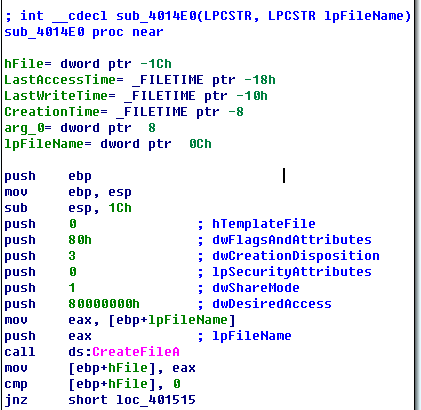 ; int __cdecl sub_4014E0(LPCSTR, LPCSTR lpFileName)
sub_4014E0 proc near
hFile= dword ptr -1Ch
LastAccessTime= _FILETIME ptr -18h
LastWriteTime= _FILETIME ptr -10h
CreationTime= _FILETIME ptr -8
arg_0= dword ptr  8
lpFileName= dword ptr  0Ch
push    ebp
mov     ebp, esp
sub     esp, 1Ch
push    0               ; hTemplateFile
push    80h             ; dwFlagsAndAttributes
push    3               ; dwCreationDisposition
push    0               ; lpSecurityAttributes
push    1               ; dwShareMode
push    80000000h       ; dwDesiredAccess
mov     eax, [ebp+lpFileName]
push    eax             ; lpFileName
call    ds:CreateFileA
mov     [ebp+hFile], eax
cmp     [ebp+hFile], 0
jnz     short loc_401515